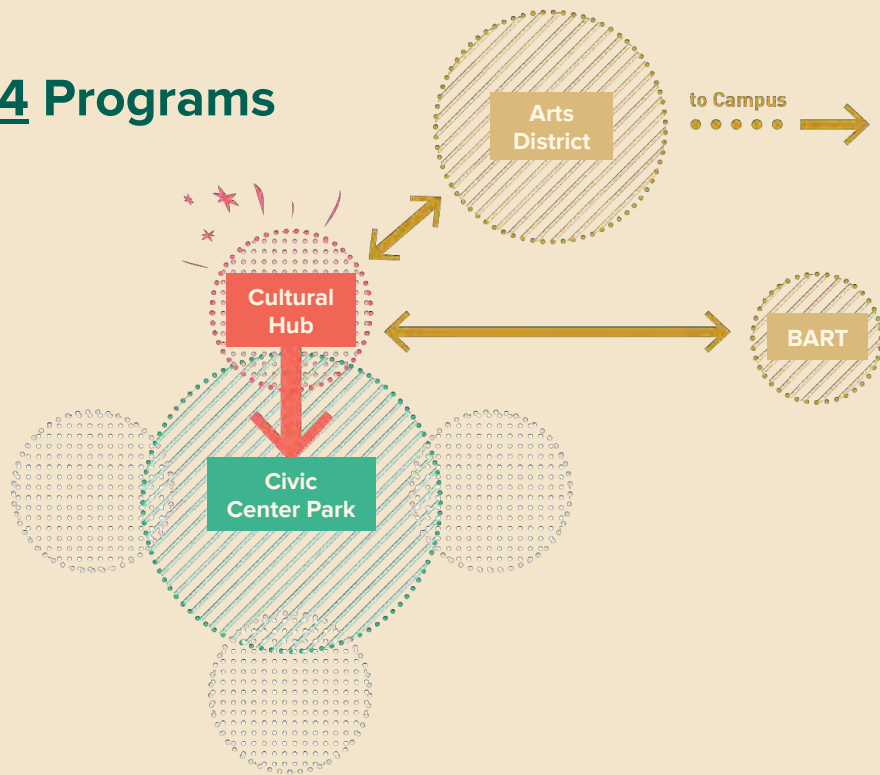 4 Programs
Arts
District
to Campus
Cultural
Hub
BART
Civic
Center Park